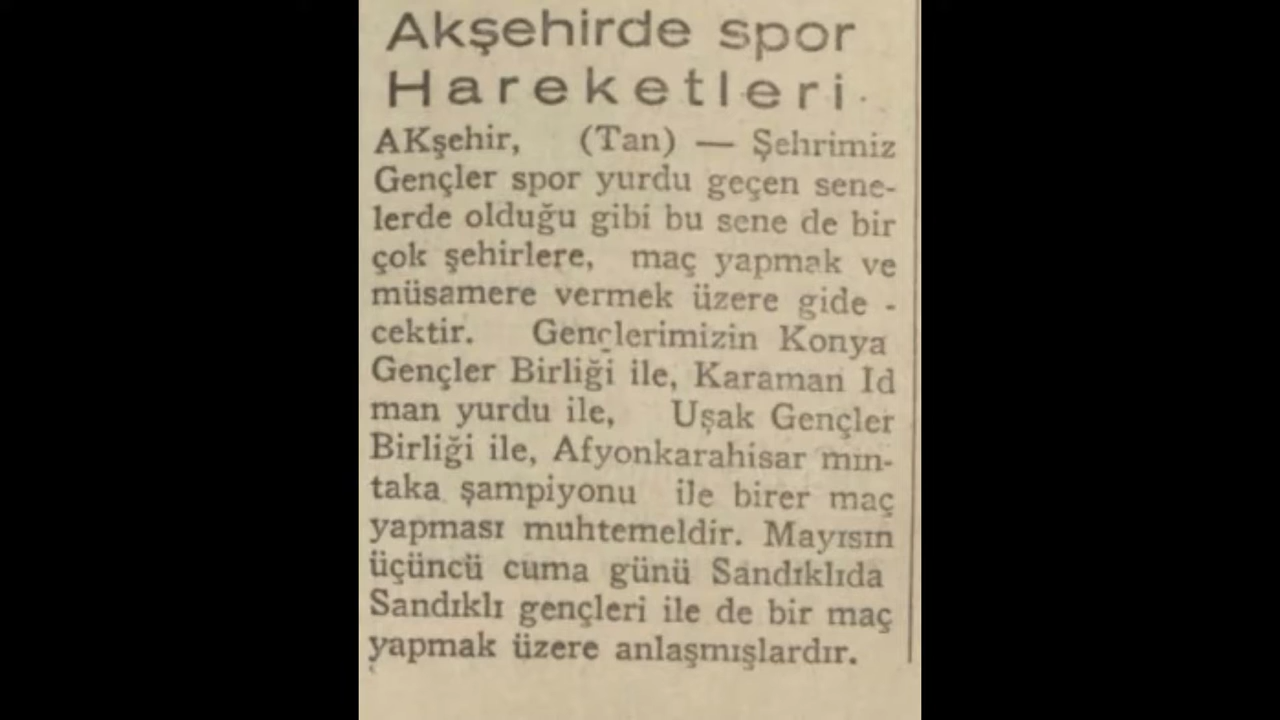 Akşehirde spor
Hareketleri
AKşehir, (Tan) — Şehrimiz
Gençler spor yurdu geçen sene-
lerde olduğu gibi bu sene de bir
çok şehirlere, maç yapmak ve
müsamere vermek üzere gide -
cektir. Gençlerimizin Konya
Gençler Birliği ile, Karaman Id
man yurdu ile, Uşak Gençler
Birliği ile, Afyonkarahisar mın-
taka şampiyonu ile birer maç
yapması muhtemeldir. Mayısın
üçüncü cuma günü Sandıklıda
Sandıklı gençleri ile de bir maç
yapmak üzere anlaşmışlardır.